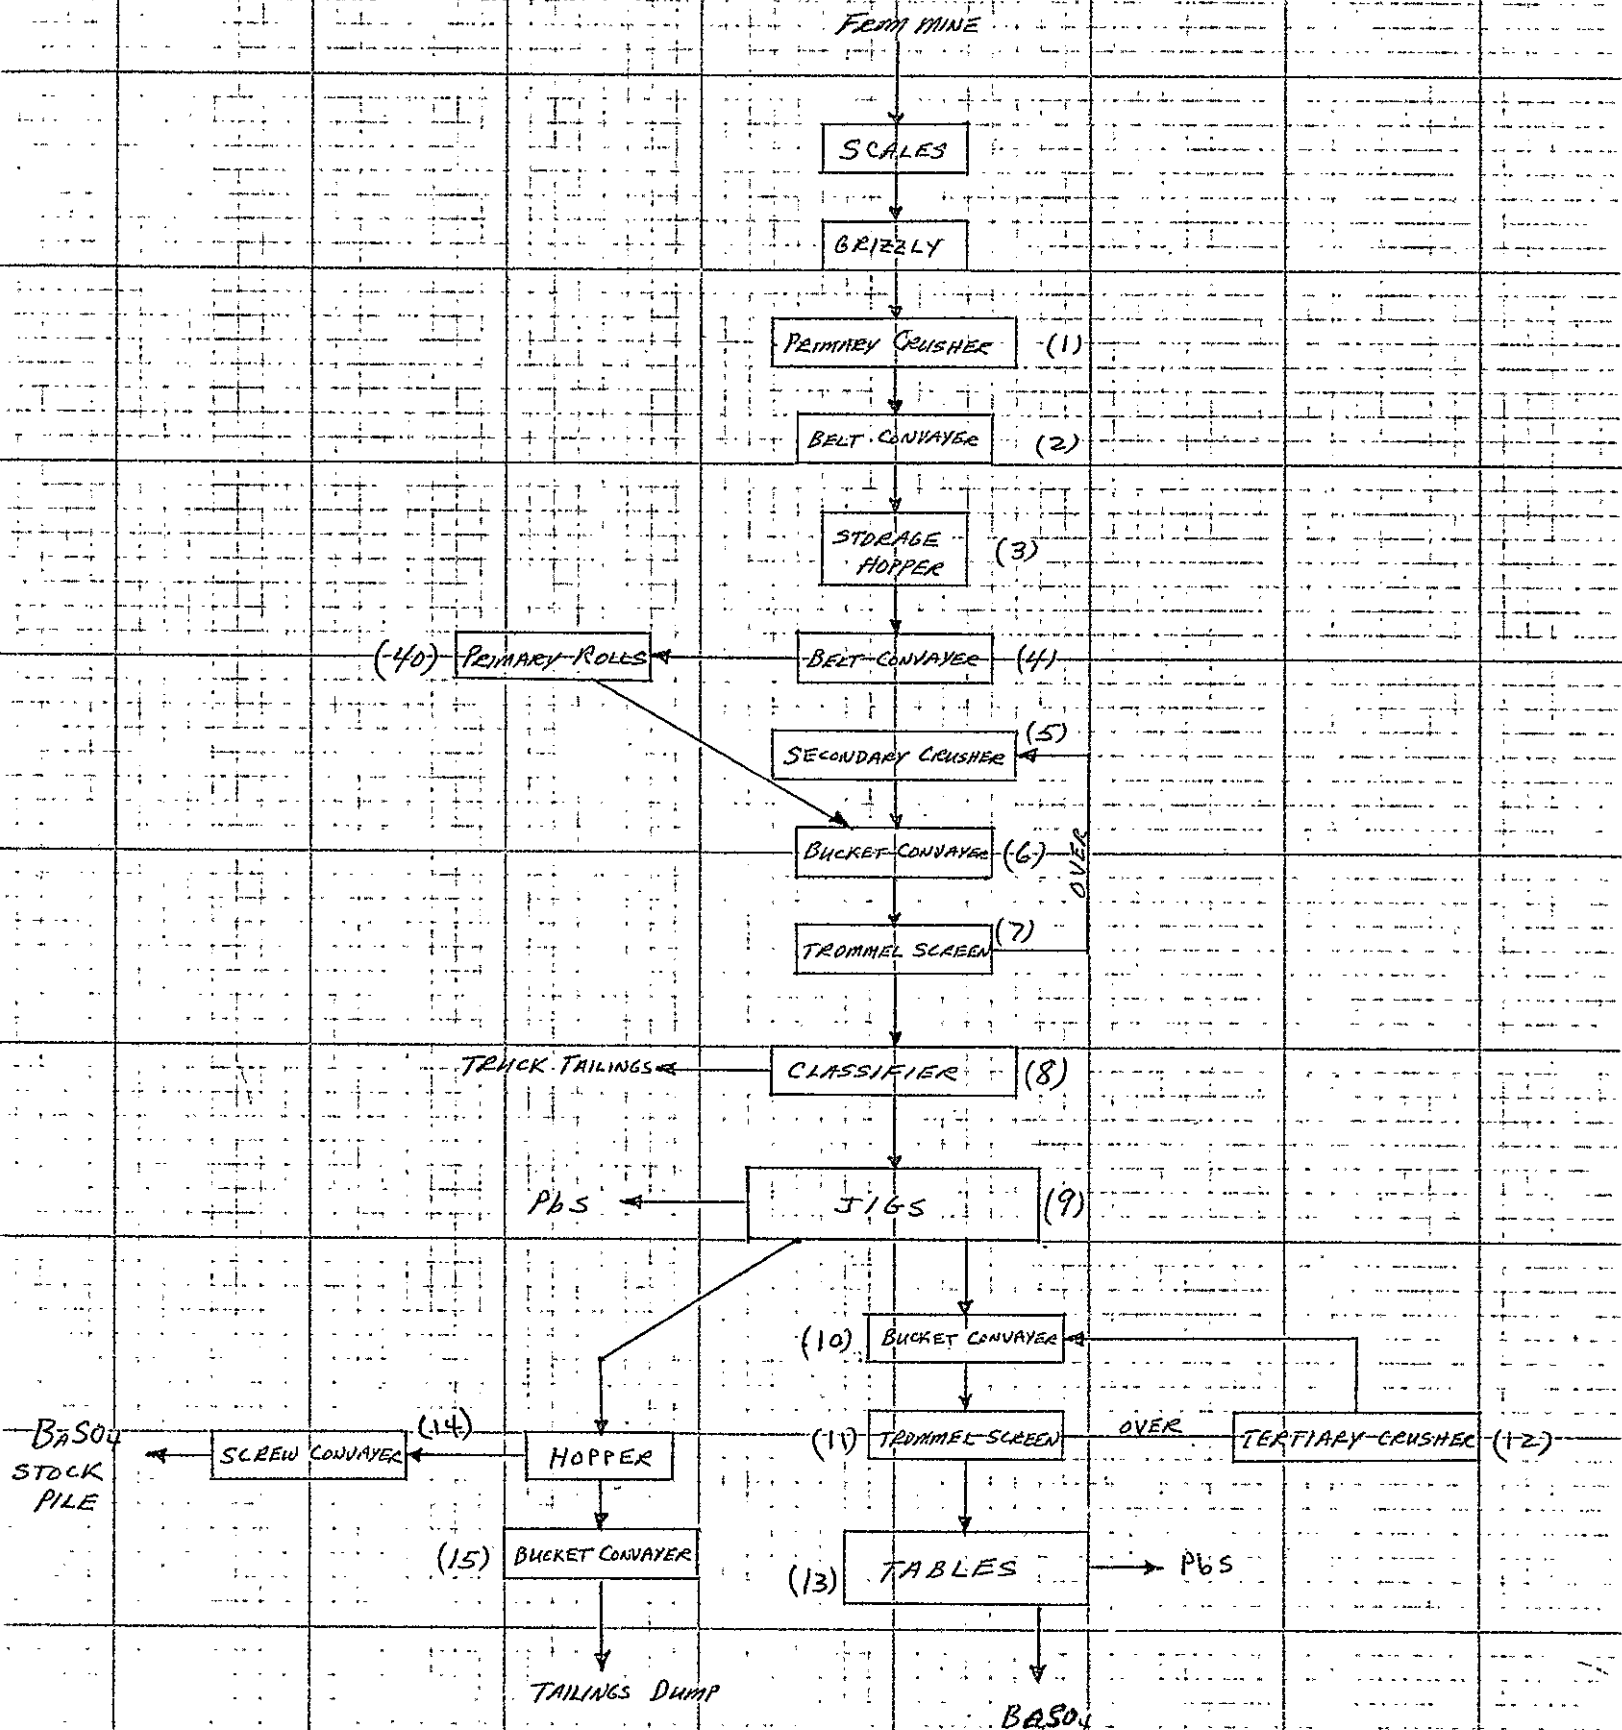 FROM MINE
SCALES
GRIZZLY
PRIMARY CRUSHER (1)
BELT CONVAYER (2)
STORAGE
HOPPER
(3)
(40) PRIMARY ROLLS
BELT CONVAYER (4)
(5)
SECONDARY CRUSHER
BUCKET CONVAYER (6)
OVER
(7)
TROMMEL SCREEN
TRUCK TAILINGS
CLASSIFIER (8)
PbS
JIGS (9)
(10) BUCKET CONVAYER
BaSO4
STOCK
PILE
(14)
SCREW CONVAYER
HOPPER
(11) TROMMEL SCREEN
OVER
TERTIARY CRUSHER (12)
(15) BUCKET CONVAYER
(13) TABLES
PbS
TAILINGS DUMP
BaSO4